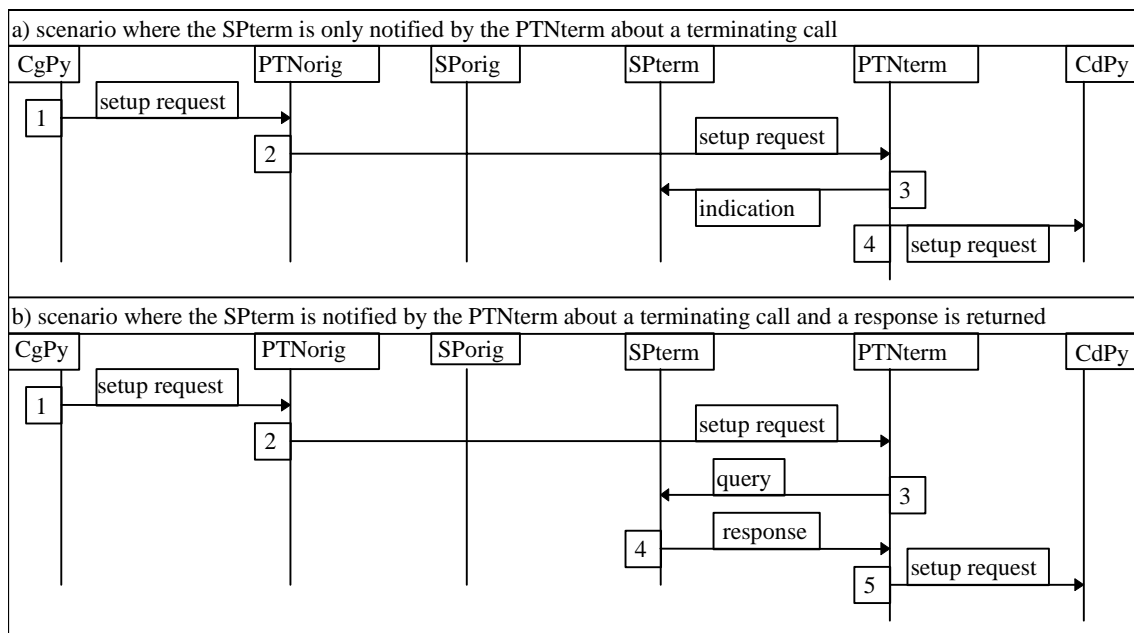 a) scenario where the SPterm is only notified by the PTNterm about a terminating call
CgPy PTNorig SPorig SPterm PTNterm CdPy
1 setup request
2 setup request
3
indication
4 setup request
b) scenario where the SPterm is notified by the PTNterm about a terminating call and a response is returned
CgPy PTNorig SPorig SPterm PTNterm CdPy
1 setup request
2 setup request
query 3
4 response
5 setup request